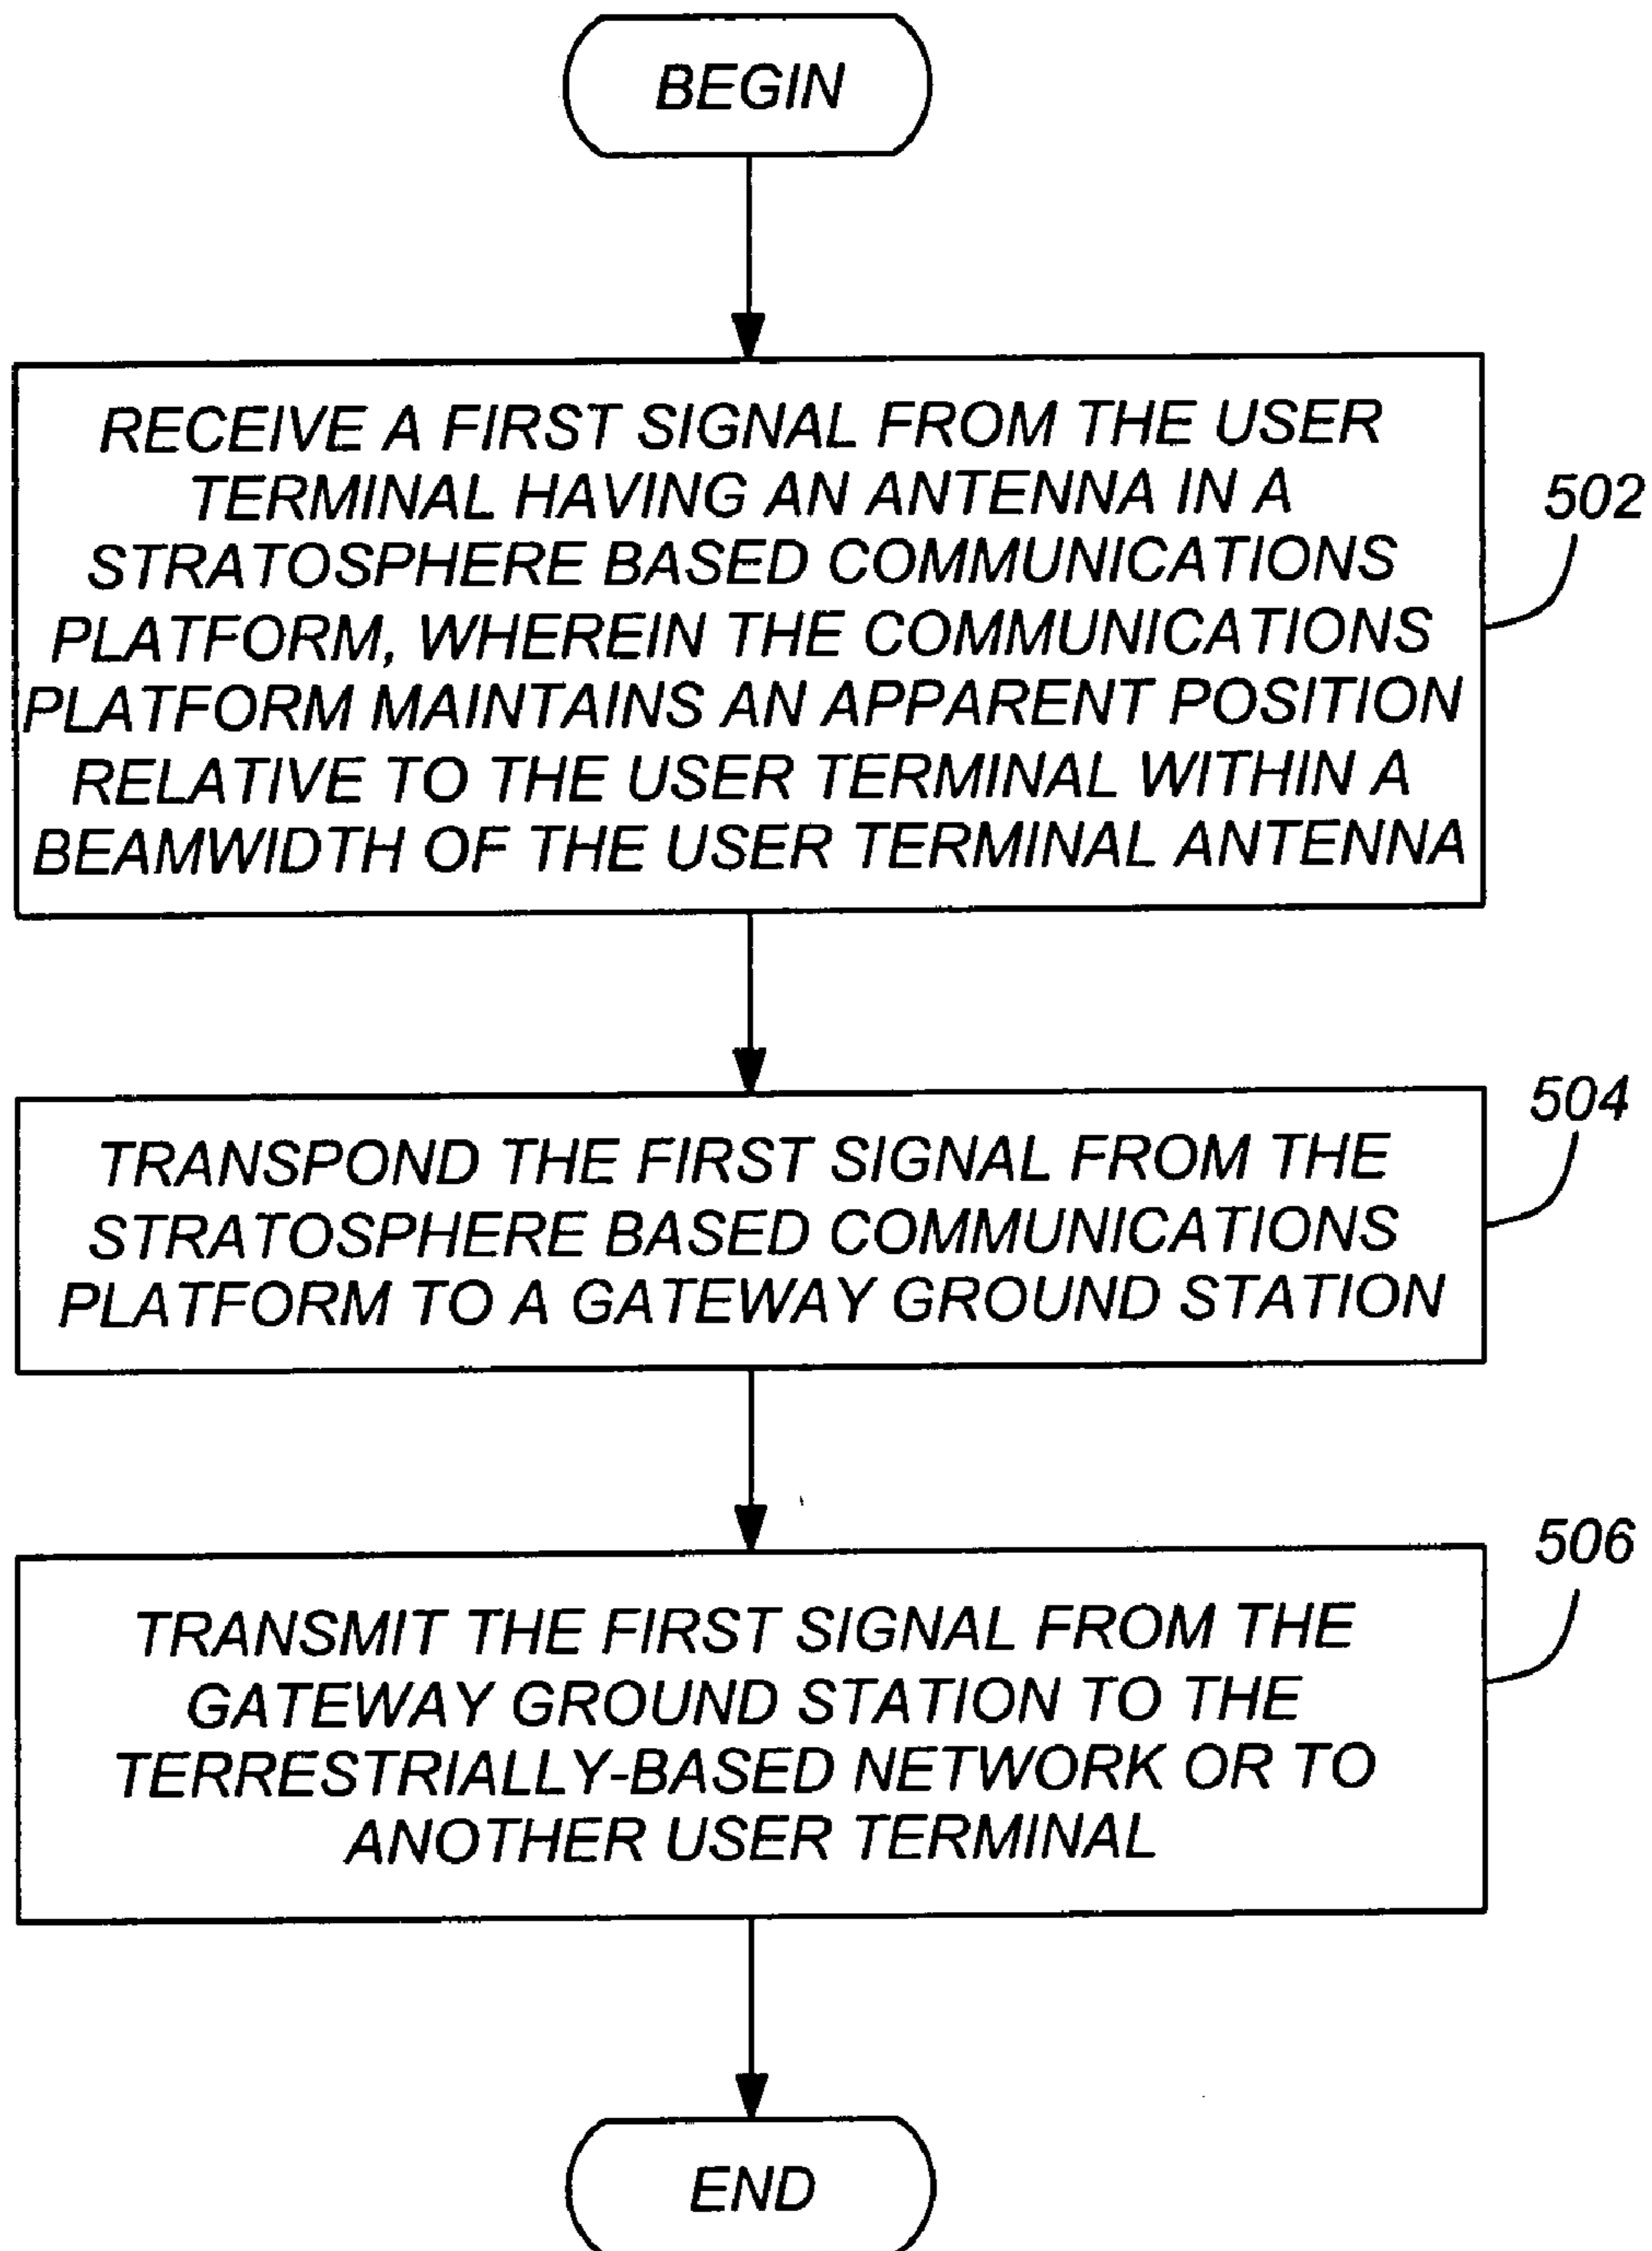 BEGIN
RECEIVE A FIRST SIGNAL FROM THE USER
TERMINAL HAVING AN ANTENNA IN A
STRATOSPHERE BASED COMMUNICATIONS
PLATFORM, WHEREIN THE COMMUNICATIONS
PLATFORM MAINTAINS AN APPARENT POSITION
RELATIVE TO THE USER TERMINAL WITHIN A
BEAMWIDTH OF THE USER TERMINAL ANTENNA
502
TRANSPOND THE FIRST SIGNAL FROM THE
STRATOSPHERE BASED COMMUNICATIONS
PLATFORM TO A GATEWAY GROUND STATION
504
TRANSMIT THE FIRST SIGNAL FROM THE
GATEWAY GROUND STATION TO THE
TERRESTRIALLY-BASED NETWORK OR TO
ANOTHER USER TERMINAL
506
END